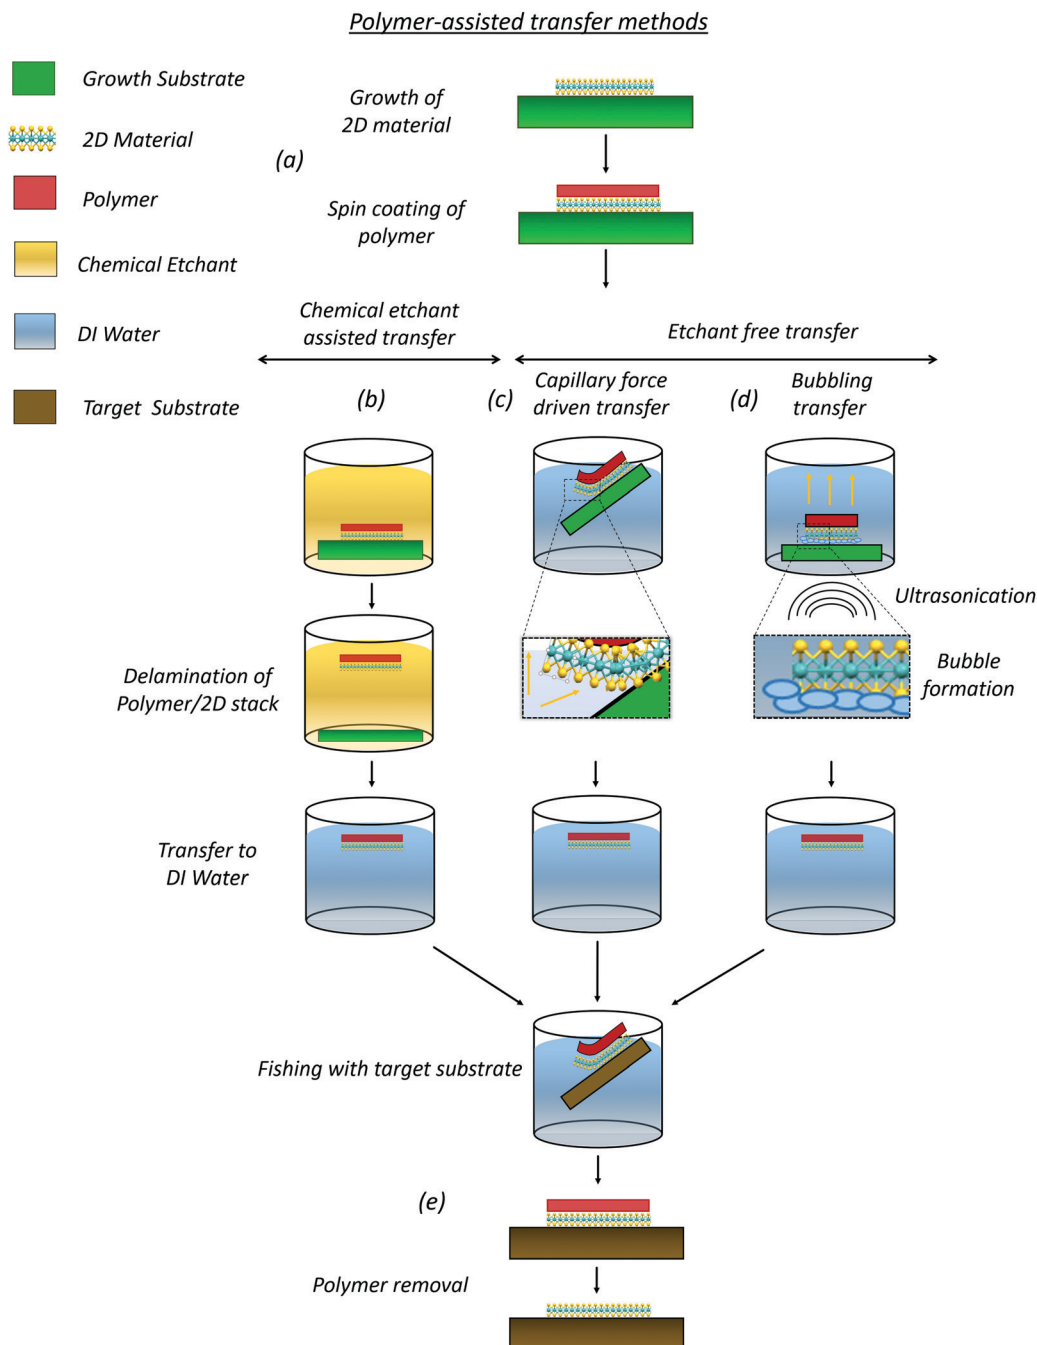 Polymer-assisted transfer methods
Growth Substrate
2D Material
Polymer
Chemical Etchant
DI Water
Target Substrate
(a)
Growth of
2D material
Spin coating of
polymer
Chemical etchant
assisted transfer
Etchant free transfer
(b)
(c)
Capillary force
driven transfer
(d)
Bubbling
transfer
Ultrasonication
Delamination of
Polymer/2D stack
Bubble
formation
Transfer to
DI Water
Fishing with target substrate
(e)
Polymer removal